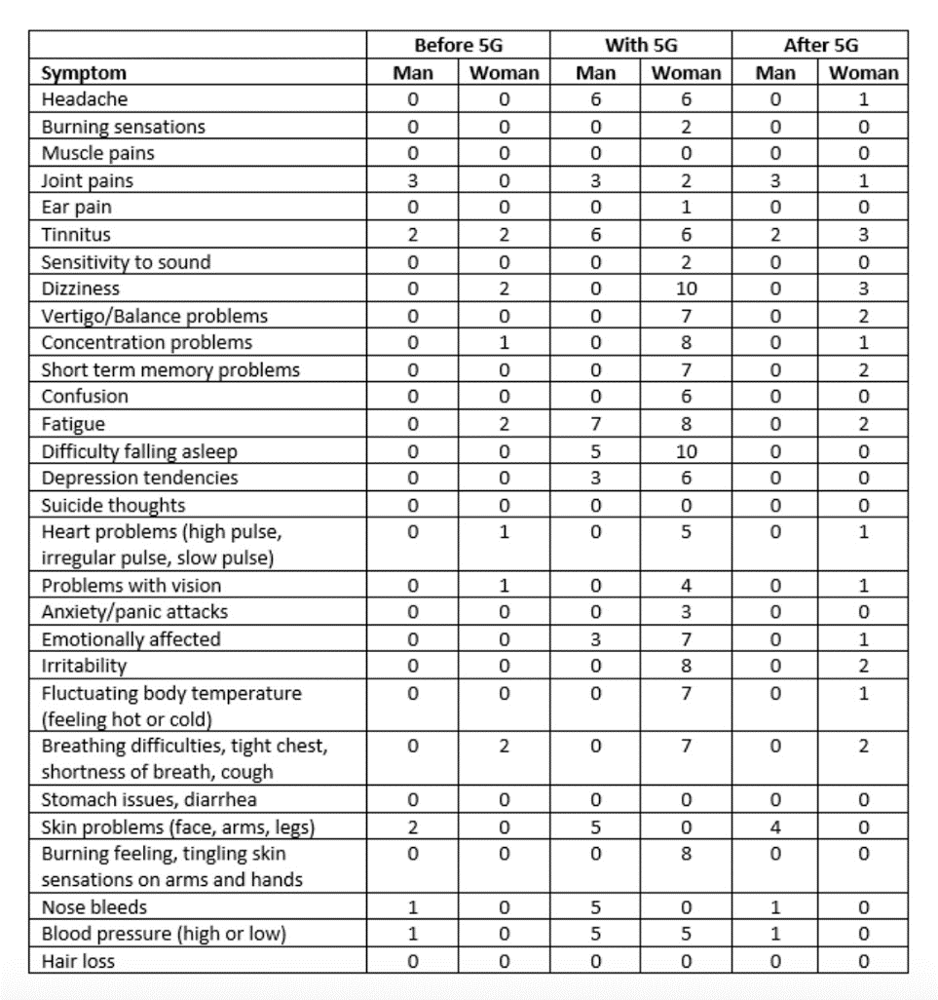 Before 5G With 5G After 5G
Symptom Man Woman Man Woman Man Woman
Headache 0 0 6 6 0 1
Burning sensations 0 0 0 2 0 0
Muscle pains 0 0 0 0 0 0
Joint pains 3 0 3 2 3 1
Ear pain 0 0 0 1 0 0
Tinnitus 2 2 6 6 2 3
Sensitivity to sound 0 0 0 2 0 0
Dizziness 0 2 0 10 0 3
Vertigo/Balance problems 0 0 0 7 0 2
Concentration problems 0 1 0 8 0 1
Short term memory problems 0 0 0 7 0 2
Confusion 0 0 0 6 0 0
Fatigue 0 2 7 8 0 2
Difficulty falling asleep 0 0 5 10 0 0
Depression tendencies 0 0 3 6 0 0
Suicide thoughts 0 0 0 0 0 0
Heart problems (high pulse, 0 1 0 5 0 1
irregular pulse, slow pulse)
Problems with vision 0 1 0 4 0 1
Anxiety/panic attacks 0 0 0 3 0 0
Emotionally affected 0 0 3 7 0 1
Irritability 0 0 0 8 0 2
Fluctuating body temperature 0 0 0 7 0 1
(feeling hot or cold)
Breathing difficulties, tight chest, 0 2 0 7 0 2
shortness of breath, cough
Stomach issues, diarrhea 0 0 0 0 0 0
Skin problems (face, arms, legs) 2 0 5 0 4 0
Burning feeling, tingling skin 0 0 0 8 0 0
sensations on arms and hands
Nose bleeds 1 0 5 0 1 0
Blood pressure (high or low) 1 0 5 5 1 0
Hair loss 0 0 0 0 0 0